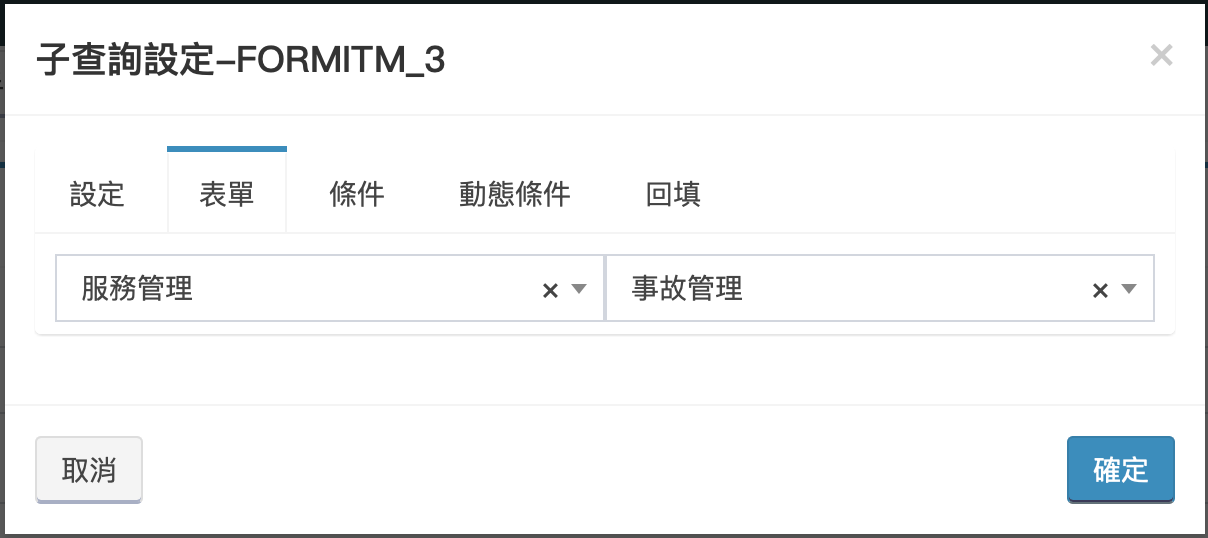 子查詢設定-FORMITM_3
×
設定 表單 條件 動態條件 回填
服務管理 × 事故管理 ×
取消 確定